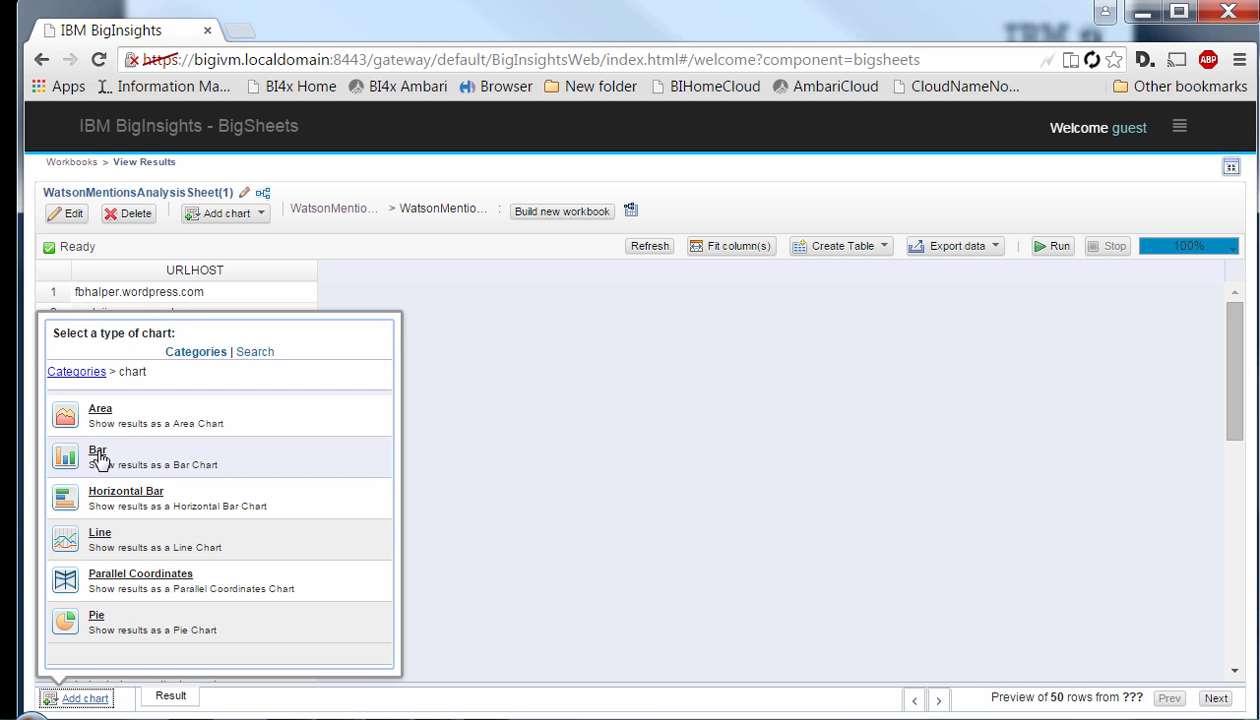 IBM BigInsights
https://bigivm.localdomain:8443/gateway/default/BigInsightsWeb/index.html#/welcome?component=bigsheets
Apps Information Ma... BI4x Home BI4x Ambari Browser New folder BIHomeCloud AmbariCloud CloudNameNo... Other bookmarks
IBM BigInsights - BigSheets Welcome guest
Workbooks > View Results
WatsonMentionsAnalysisSheet(1)
Edit Delete Add chart WatsonMentio... > WatsonMentio... : Build new workbook
Ready Refresh Fit column(s) Create Table Export data Run Stop 100%
URLHOST
1 fbhalper.wordpress.com
Select a type of chart:
Categories | Search
Categories > chart
Area
Show results as a Area Chart
Bar
Show results as a Bar Chart
Horizontal Bar
Show results as a Horizontal Bar Chart
Line
Show results as a Line Chart
Parallel Coordinates
Show results as a Parallel Coordinates Chart
Pie
Show results as a Pie Chart
Add chart Result Preview of 50 rows from ??? Prev Next